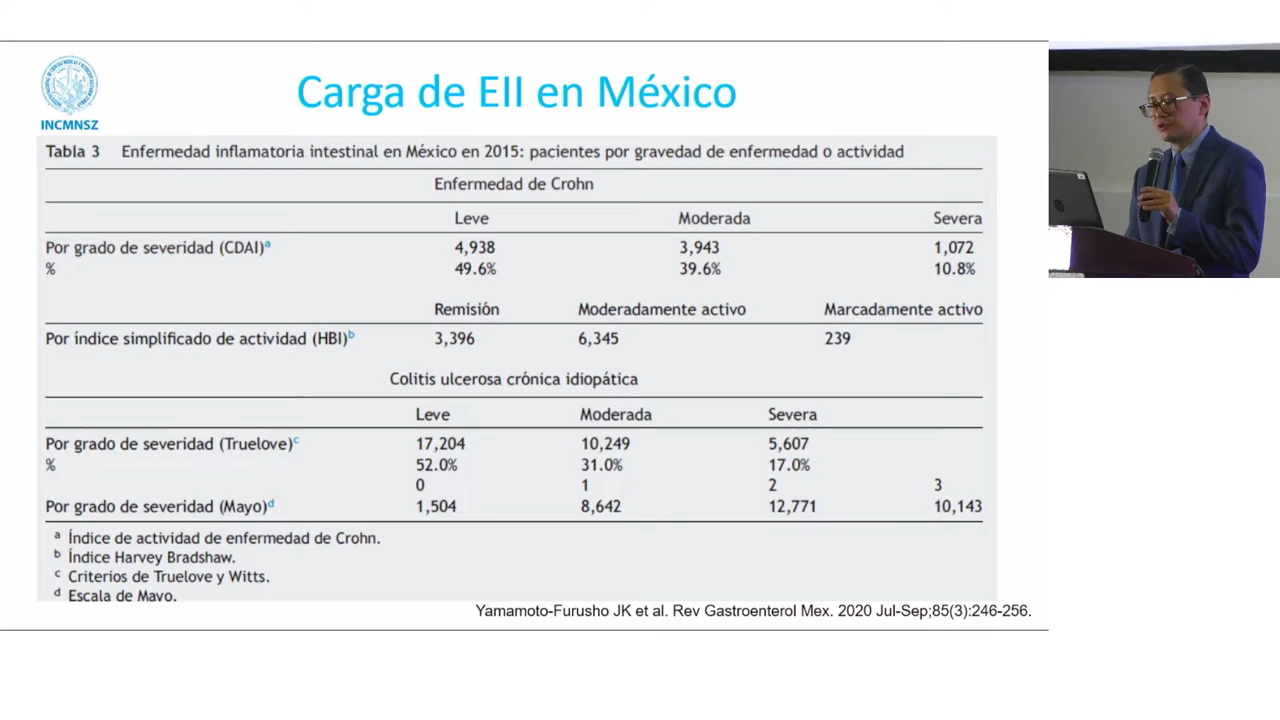 INCMNSZ
Carga de EII en México
Tabla 3 Enfermedad inflamatoria intestinal en México en 2015: pacientes por gravedad de enfermedad o actividad
Enfermedad de Crohn
Leve Moderada Severa
Por grado de severidad (CDAI)a 4,938 3,943 1,072
% 49.6% 39.6% 10.8%
Remisión Moderadamente activo Marcadamente activo
Por índice simplificado de actividad (HBI)b 3,396 6,345 239
Colitis ulcerosa crónica idiopática
Leve Moderada Severa
Por grado de severidad (Truelove)c 17,204 10,249 5,607
% 52.0% 31.0% 17.0%
0 1 2 3
Por grado de severidad (Mayo)d 1,504 8,642 12,771 10,143
a Índice de actividad de enfermedad de Crohn.
b Índice Harvey Bradshaw.
c Criterios de Truelove y Witts.
d Escala de Mayo.
Yamamoto-Furusho JK et al. Rev Gastroenterol Mex. 2020 Jul-Sep;85(3):246-256.